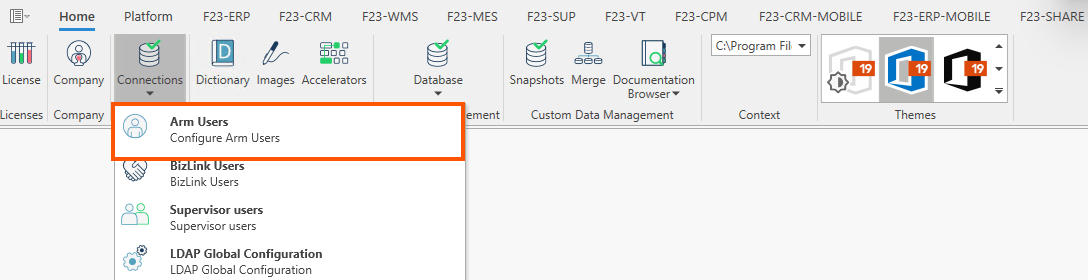 Home Platform F23-ERP F23-CRM F23-WMS F23-MES F23-SUP F23-VT F23-CPM F23-CRM-MOBILE F23-ERP-MOBILE F23-SHARE
C:\Program Fil
19 19 19
License Company Connections Dictionary Images Accelerators Database Snapshots Merge Documentation
Browser
Licenses Company ement Custom Data Management Context Themes
Arm Users
Configure Arm Users
BizLink Users
BizLink Users
Supervisor users
Supervisor users
LDAP Global Configuration
LDAP Global Configuration